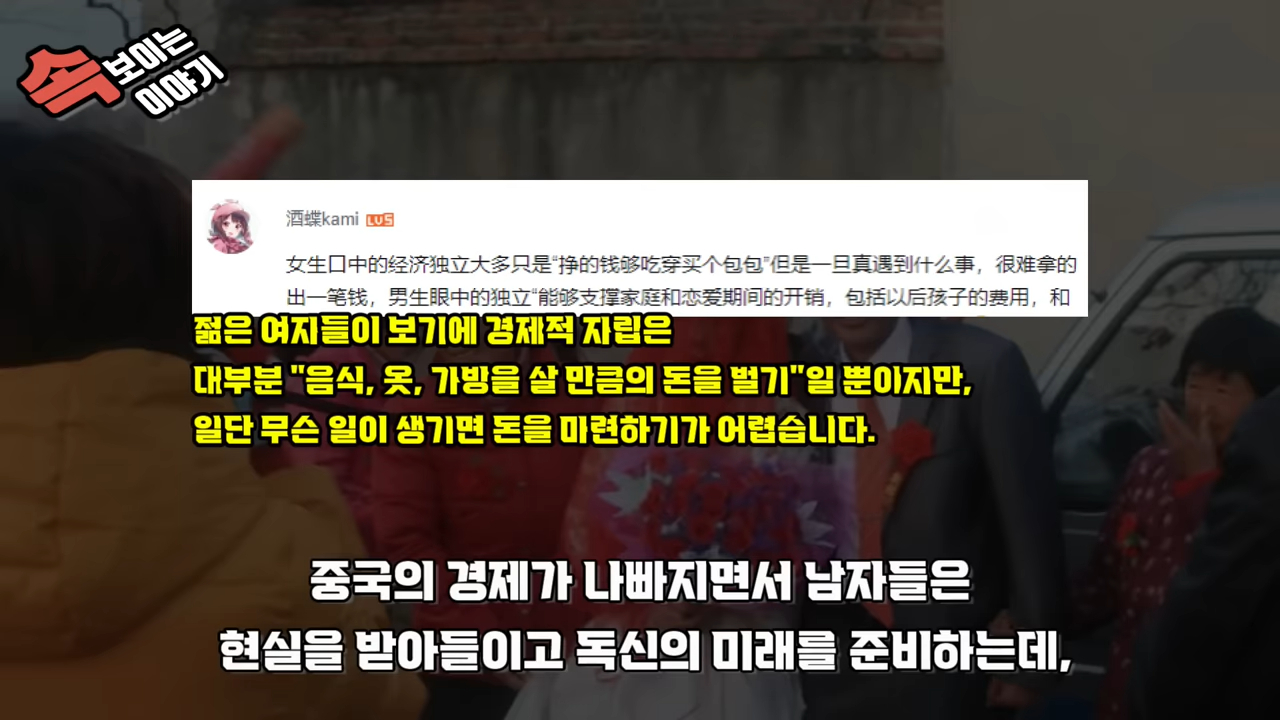 속보이는
이야기
酒蝶kami LV5
女生口中的经济独立大多只是“挣的钱够吃穿买个包包”但是一旦真遇到什么事，很难拿的
出一笔钱，男生眼中的独立“能够支撑家庭和恋爱期间的开销，包括以后孩子的费用，和
젊은 여자들이 보기에 경제적 자립은
대부분 "음식, 옷, 가방을 살 만큼의 돈을 벌기"일 뿐이지만,
일단 무슨 일이 생기면 돈을 마련하기가 어렵습니다.
중국의 경제가 나빠지면서 남자들은
현실을 받아들이고 독신의 미래를 준비하는데,